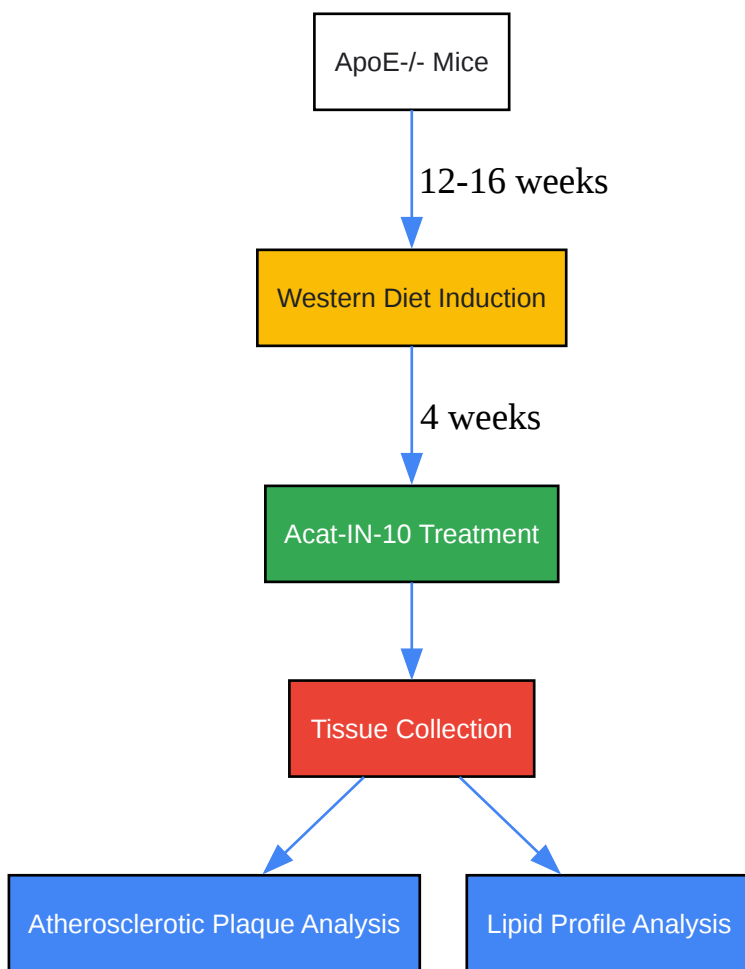 ApoE-/- Mice
12-16 weeks
Western Diet Induction
4 weeks
Acat-IN-10 Treatment
Tissue Collection
Atherosclerotic Plaque Analysis
Lipid Profile Analysis